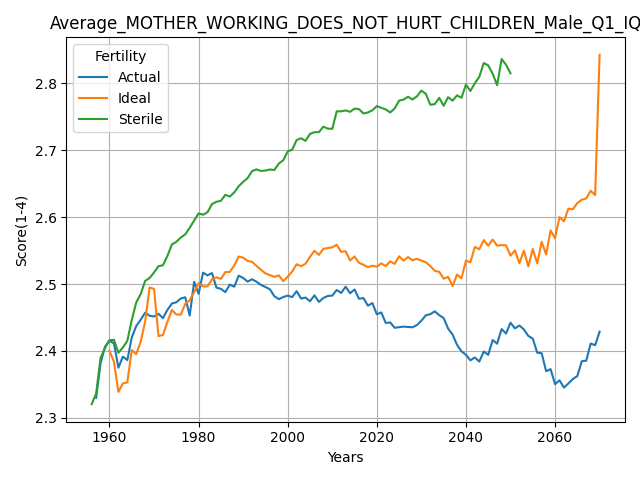 Average_MOTHER_WORKING_DOES_NOT_HURT_CHILDREN_Male_Q1_IQ
Fertility
Actual
Ideal
Sterile
Score(1-4)
2.8
2.7
2.6
2.5
2.4
2.3
1960 1980 2000 2020 2040 2060
Years